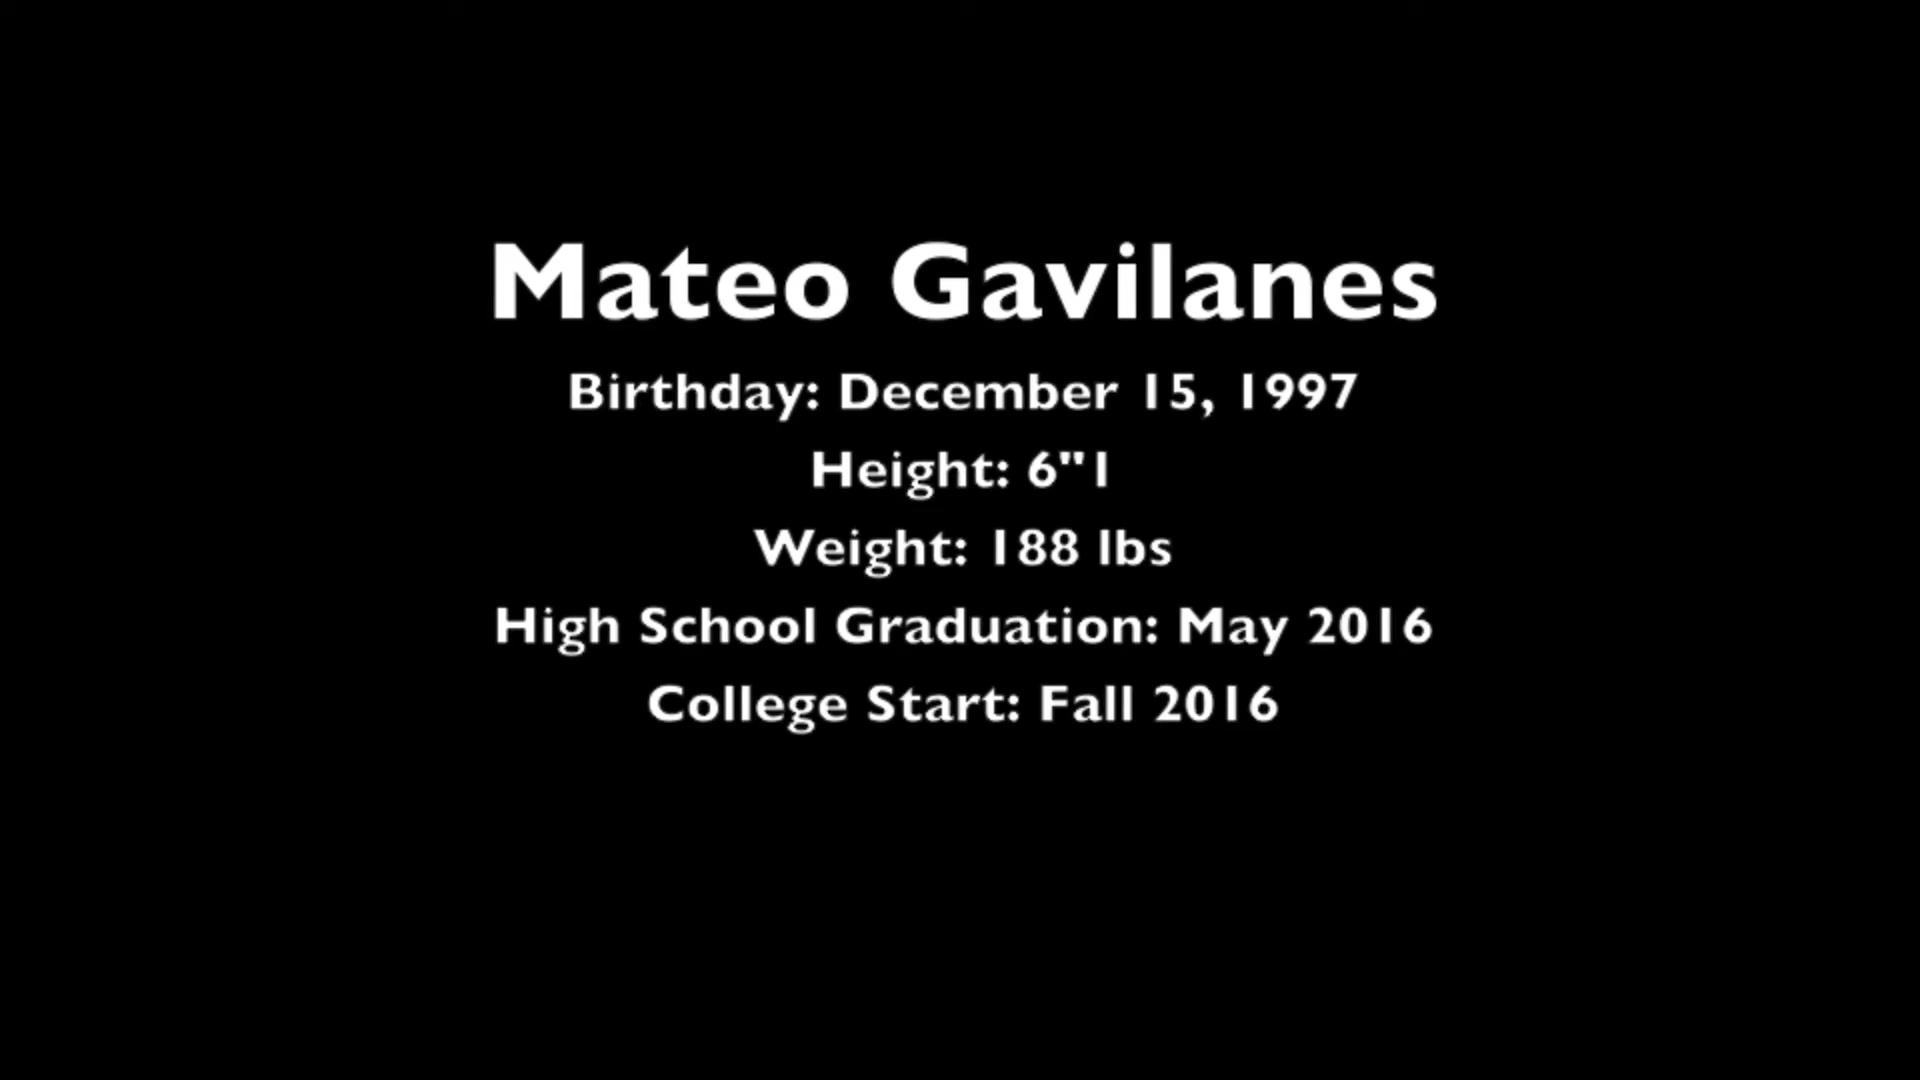 Mateo Gavilanes
Birthday: December 15, 1997
Height: 6"1
Weight: 188 lbs
High School Graduation: May 2016
College Start: Fall 2016